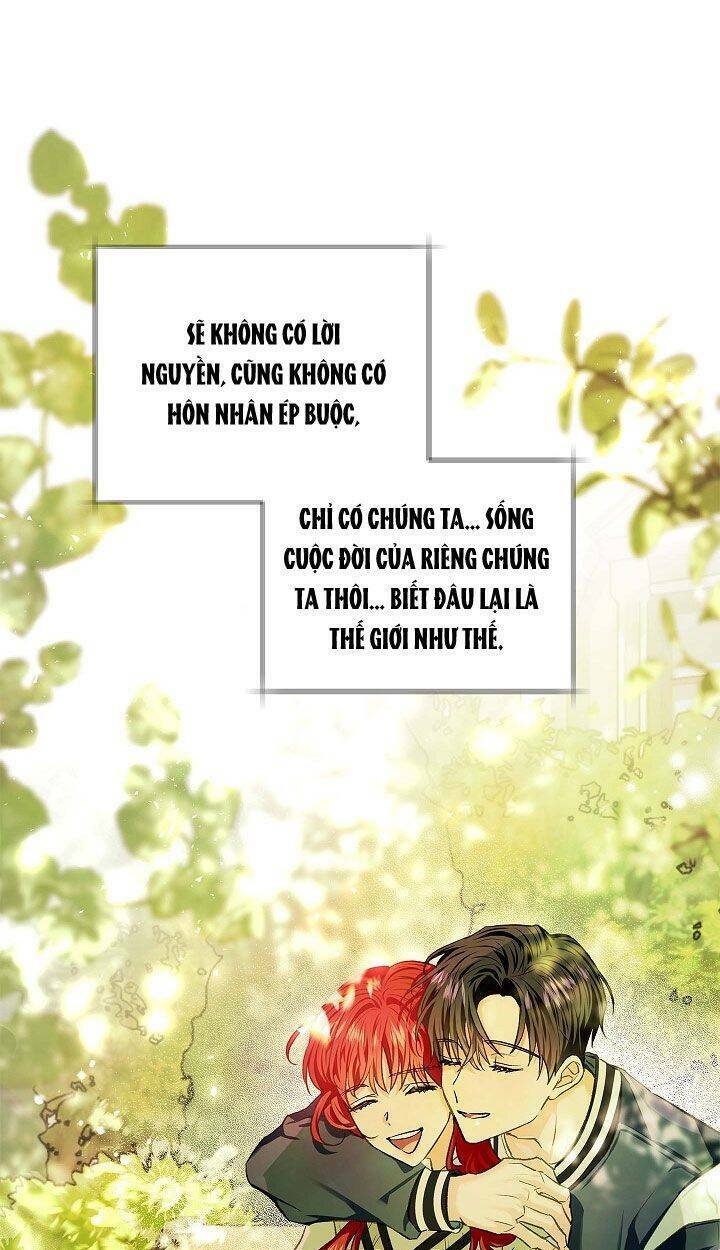 SẼ KHÔNG CÓ LỜI
NGUYỀN, CŨNG KHÔNG CÓ
HÔN NHÂN ÉP BUỘC,
CHỈ CÓ CHÚNG TA... SỐNG
CUỘC ĐỜI CỦA RIÊNG CHÚNG
TA THÔI... BIẾT ĐÂU LẠI LÀ
THẾ GIỚI NHƯ THẾ.